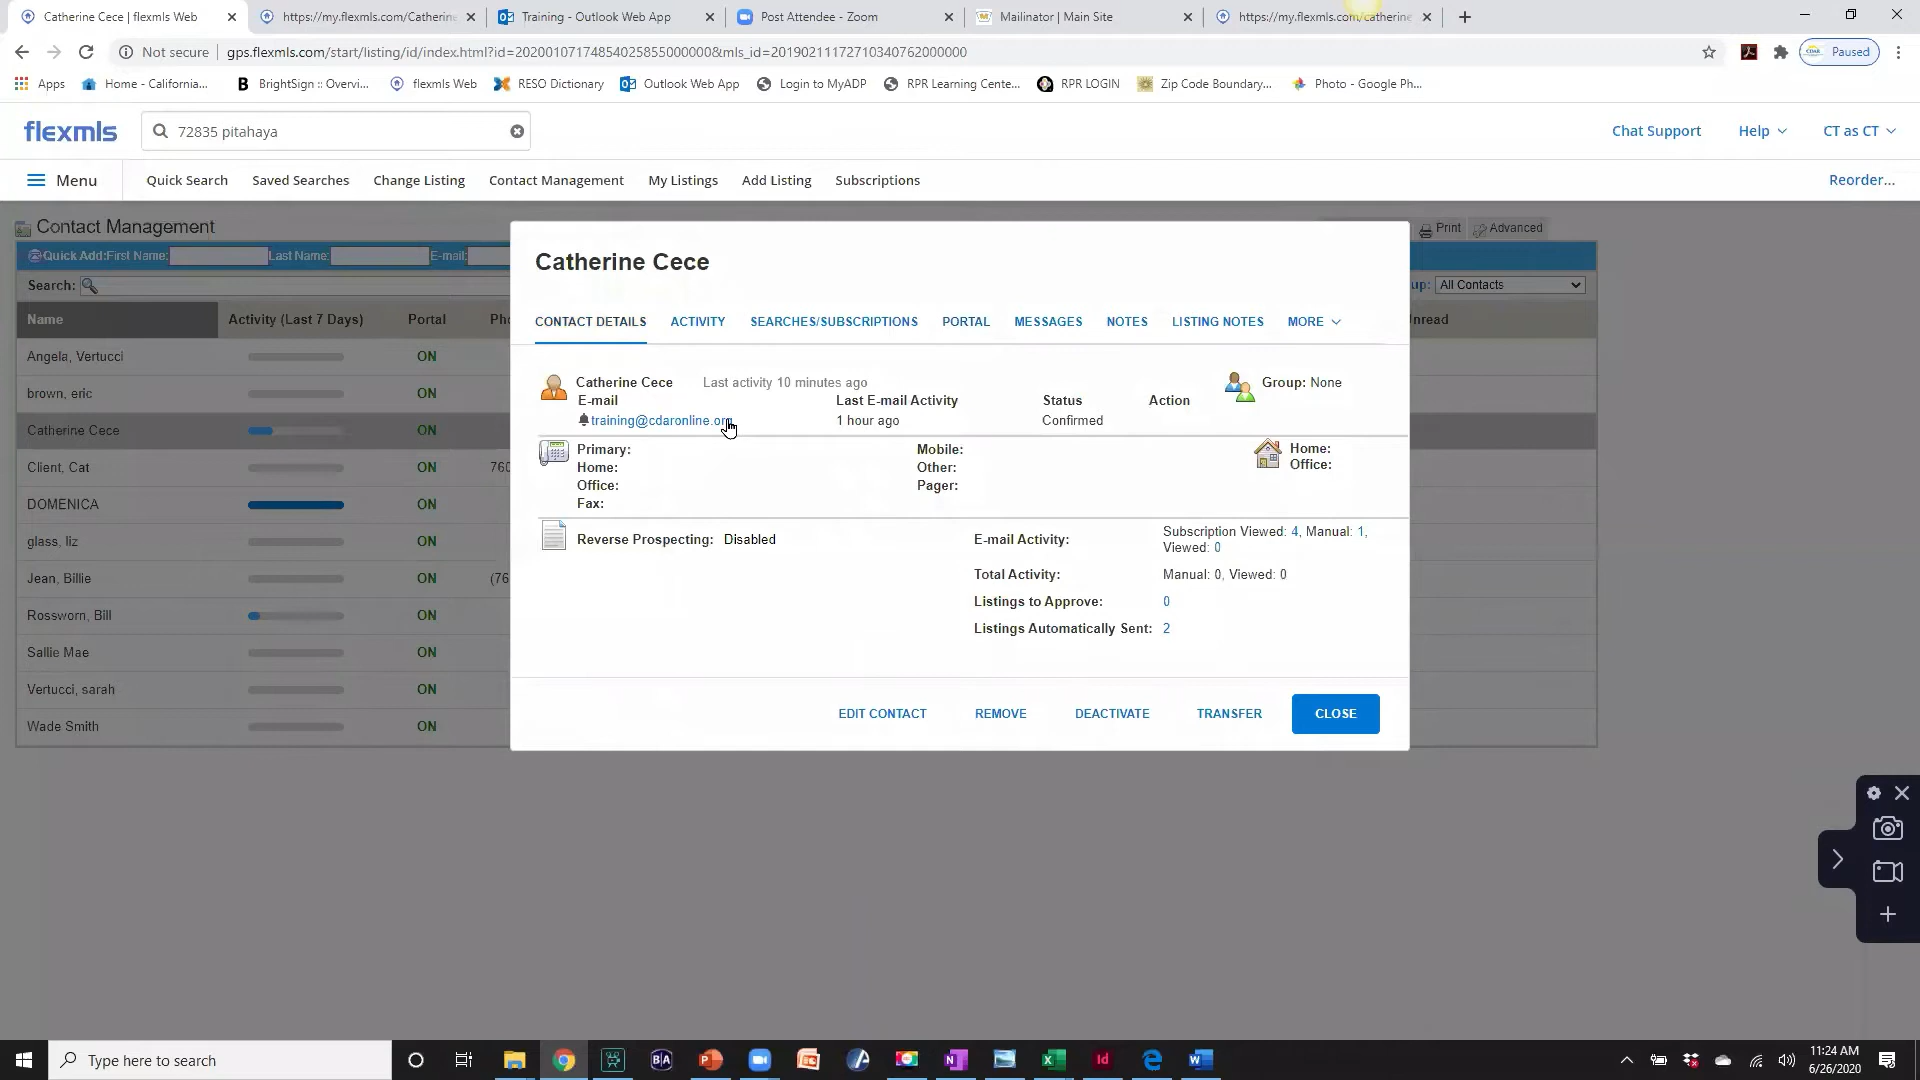 Catherine Cece | flexmls Web
https://my.flexmls.com/Catherin
Training - Outlook Web App
Post Attendee - Zoom
Mailinator | Main Site
https://my.flexmls.com/catherine
Not secure
gps.flexmls.com/start/listing/id/index.html?id=20200107174854025855000000&mls_id=20190211172710340762000000
Paused
Apps
Home - California...
BrightSign :: Overvi...
flexmls Web
RESO Dictionary
Outlook Web App
Login to MyADP
RPR Learning Cente...
RPR LOGIN
Zip Code Boundary...
Photo - Google Ph...
flexmls
72835 pitahaya
Chat Support
Help
CT as CT
Menu
Quick Search
Saved Searches
Change Listing
Contact Management
My Listings
Add Listing
Subscriptions
Reorder...
Contact Management
Print
Advanced
Quick Add:First Name:
Last Name:
E-mail:
Search:
up:
All Contacts
Name
Activity (Last 7 Days)
Portal
Pho
nread
Angela, Vertucci ON
brown, eric ON
Catherine Cece ON
Client, Cat ON 760
DOMENICA ON
glass, liz ON
Jean, Billie ON (76
Rossworn, Bill ON
Sallie Mae ON
Vertucci, sarah ON
Wade Smith ON
Catherine Cece
CONTACT DETAILS
ACTIVITY
SEARCHES/SUBSCRIPTIONS
PORTAL
MESSAGES
NOTES
LISTING NOTES
MORE
Catherine Cece Last activity 10 minutes ago
Group: None
E-mail Last E-mail Activity Status Action
training@cdaronline.org 1 hour ago Confirmed
Primary: Mobile: Home:
Home: Other: Office:
Office: Pager:
Fax:
Reverse Prospecting: Disabled
E-mail Activity: Subscription Viewed: 4, Manual: 1,
Viewed: 0
Total Activity: Manual: 0, Viewed: 0
Listings to Approve: 0
Listings Automatically Sent: 2
EDIT CONTACT
REMOVE
DEACTIVATE
TRANSFER
CLOSE
Type here to search
11:24 AM
6/26/2020